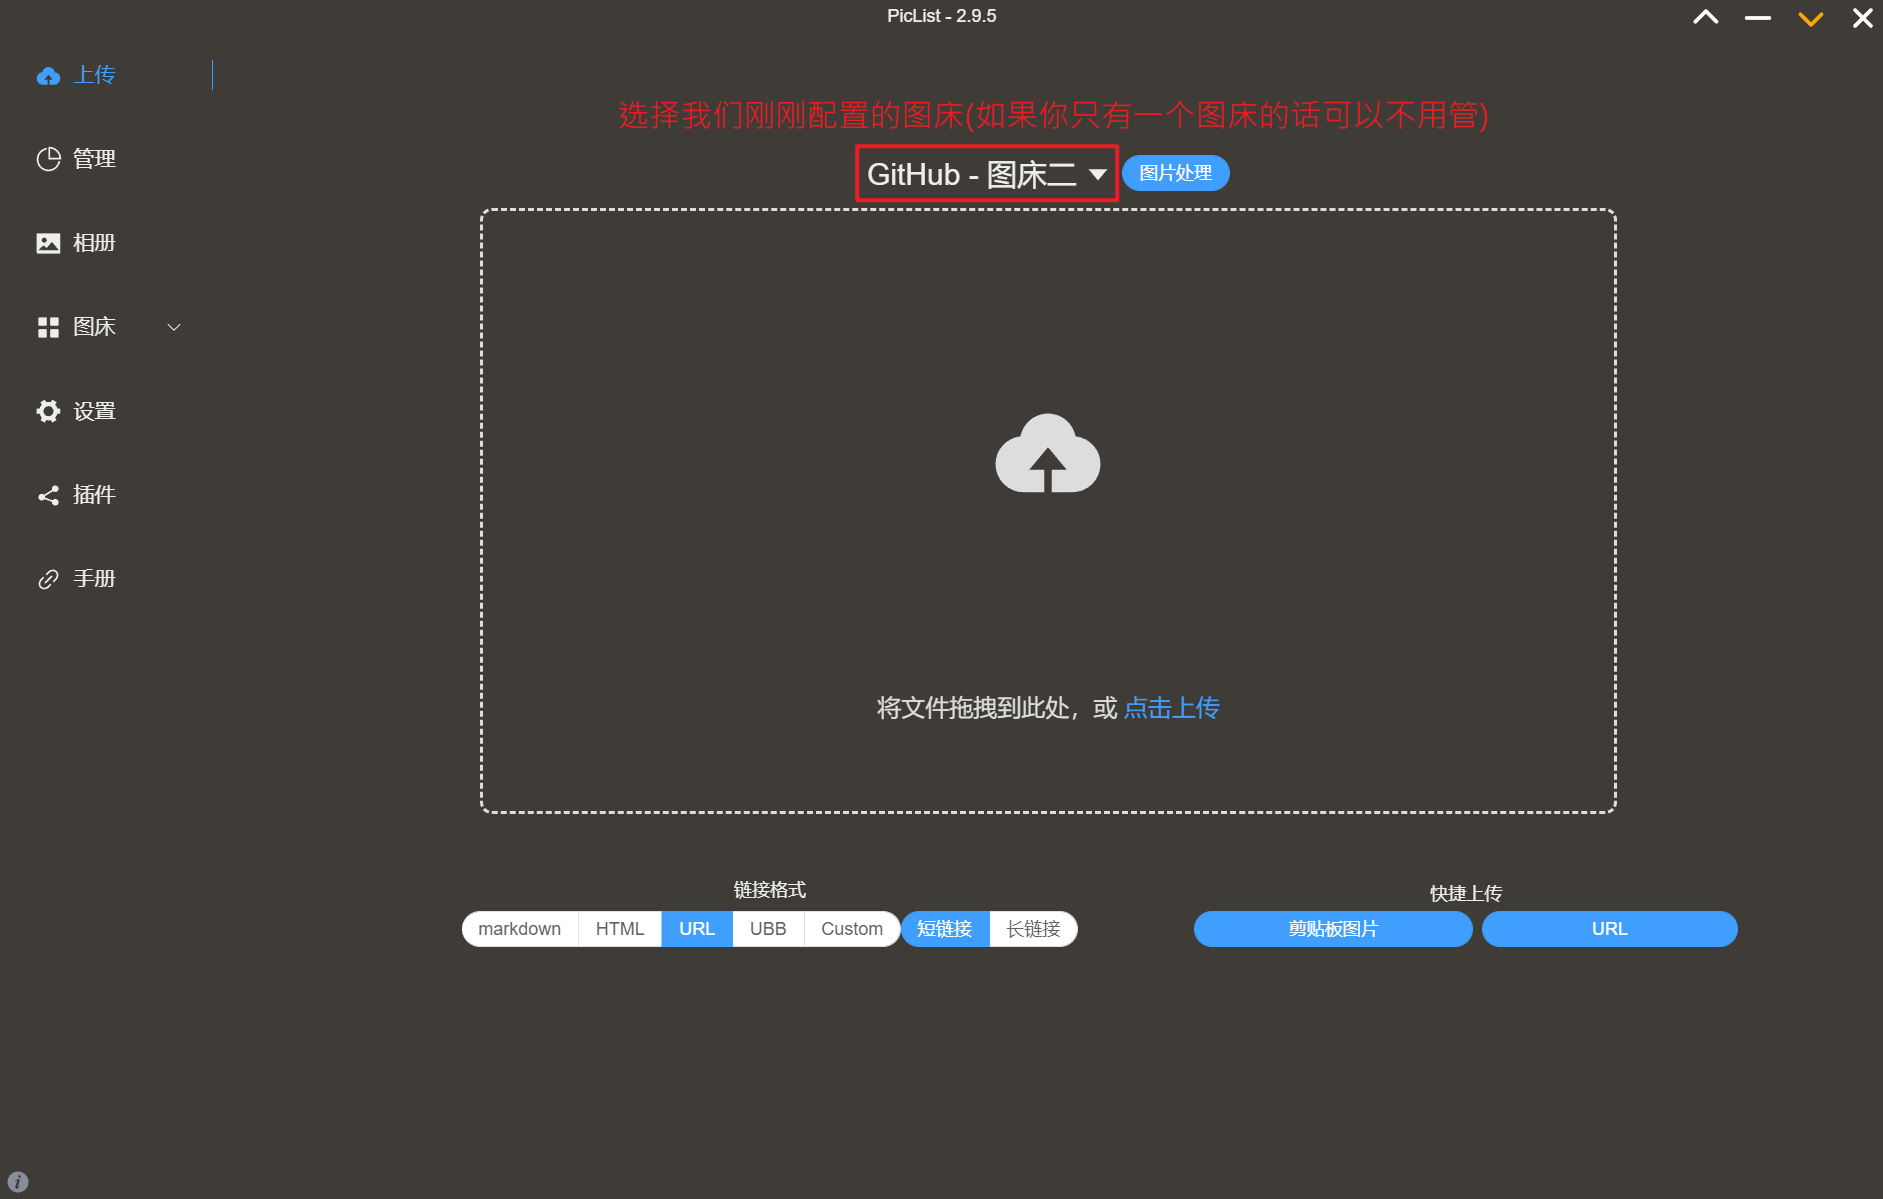 PicList - 2.9.5
上传
管理
相册
图床
设置
插件
手册
选择我们刚刚配置的图床(如果你只有一个图床的话可以不用管)
GitHub - 图床二
图片处理
将文件拖拽到此处，或 点击上传
链接格式
markdown HTML URL UBB Custom 短链接 长链接
快捷上传
剪贴板图片 URL